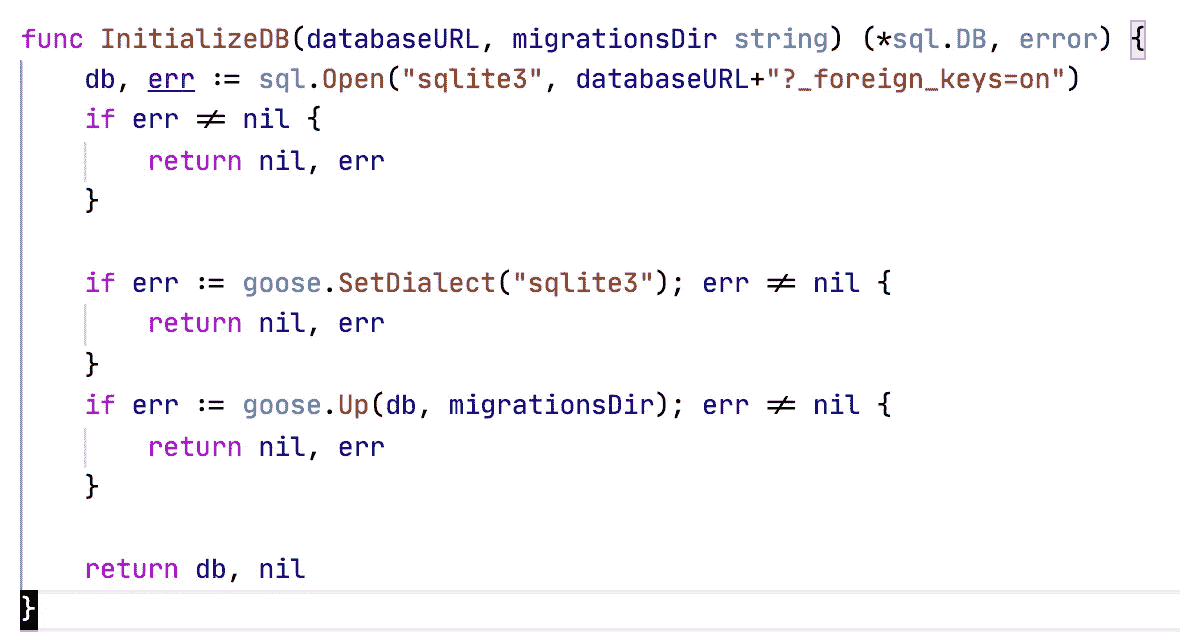 func InitializeDB(databaseURL, migrationsDir string) (*sql.DB, error) {
    db, err := sql.Open("sqlite3", databaseURL+"?_foreign_keys=on")
    if err != nil {
        return nil, err
    }

    if err := goose.SetDialect("sqlite3"); err != nil {
        return nil, err
    }
    if err := goose.Up(db, migrationsDir); err != nil {
        return nil, err
    }

    return db, nil
}